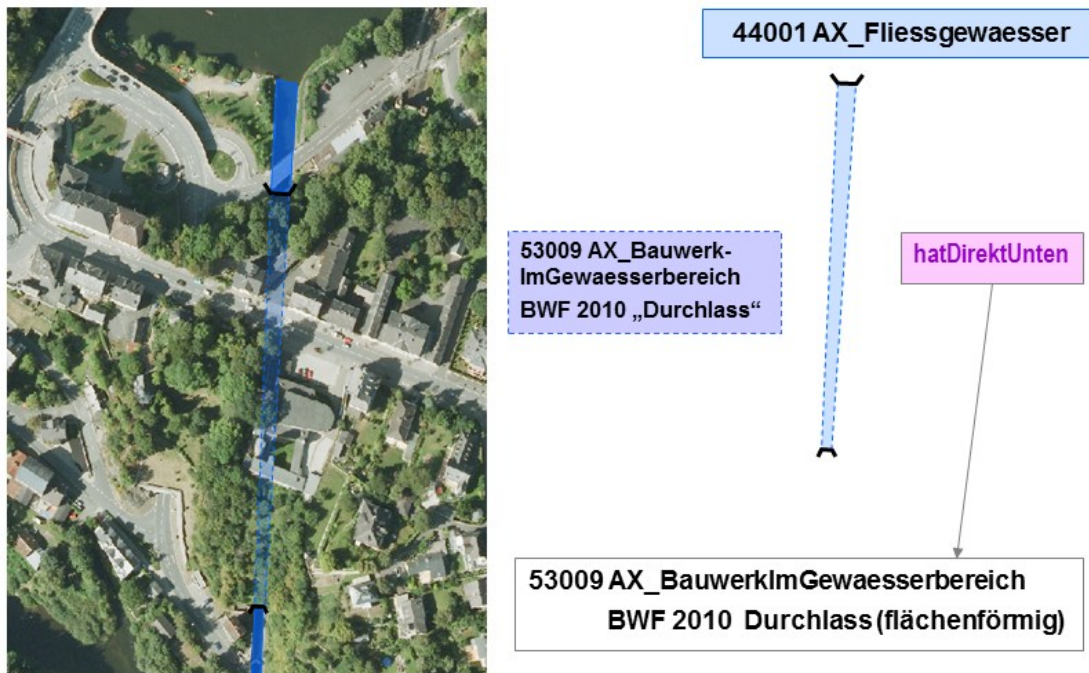 44001 AX_Fliessgewaesser
53009 AX_Bauwerk-
ImGewaesserbereich
BWF 2010 „Durchlass“
hatDirektUnten
53009 AX_BauwerkImGewaesserbereich
BWF 2010 Durchlass (flächenförmig)